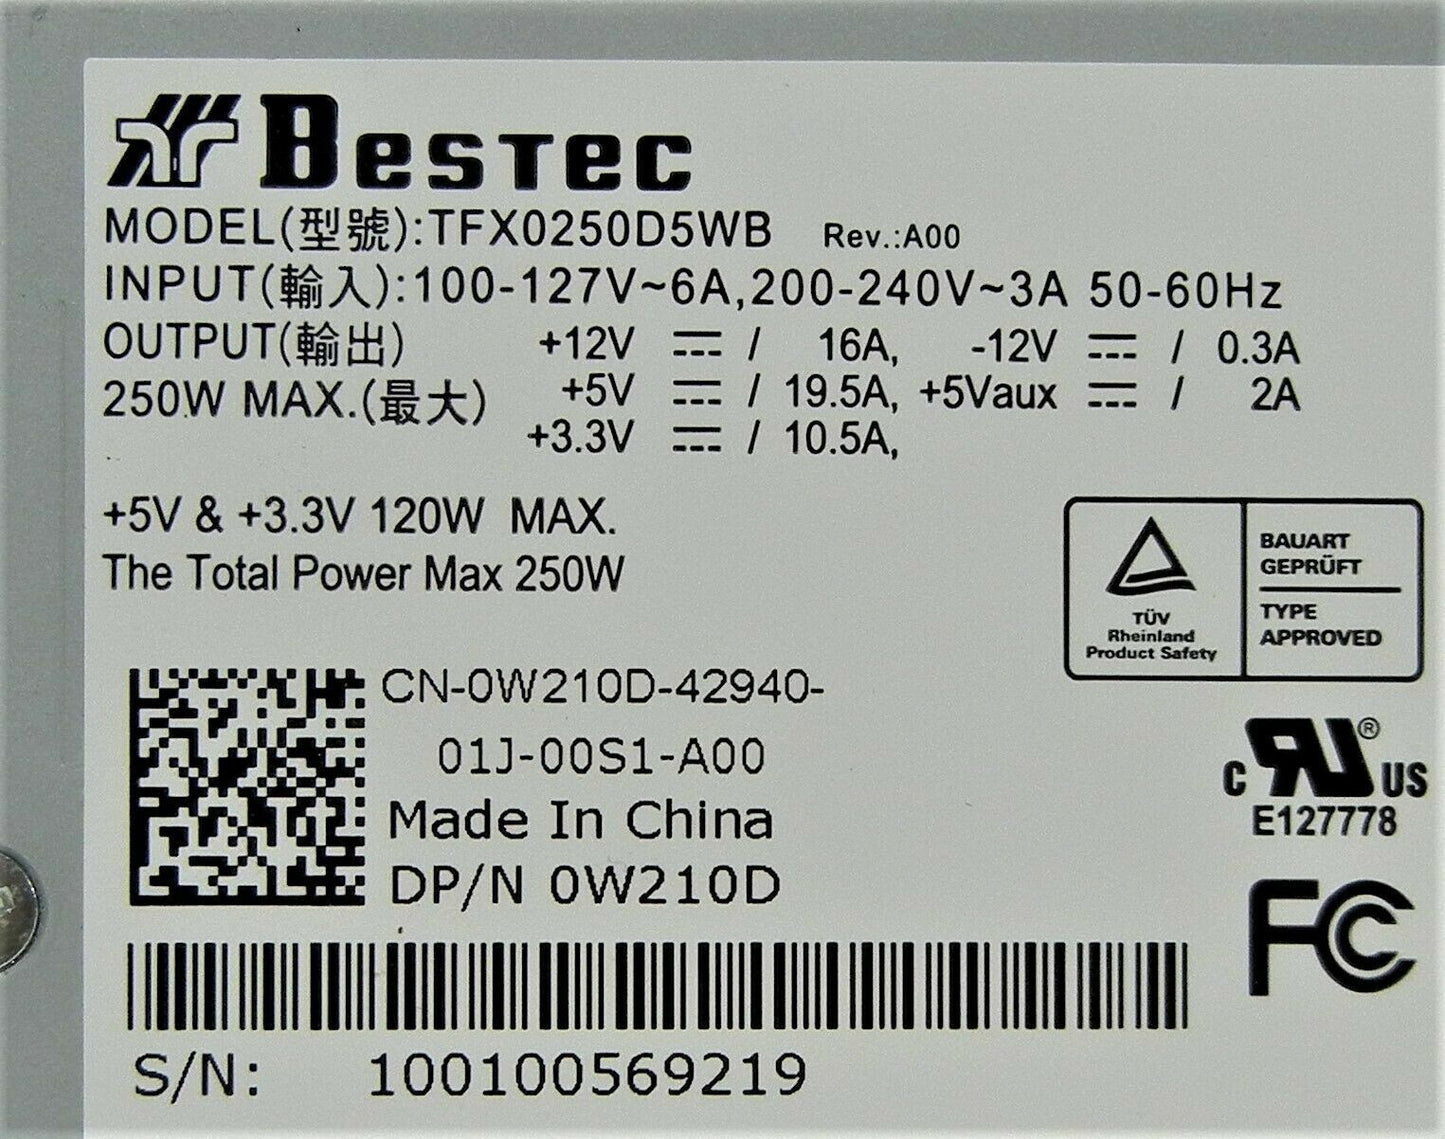 BESTEC
MODEL(型號):TFX0250D5WB Rev.:A00
INPUT(輸入):100-127V~6A,200-240V~3A 50-60Hz
OUTPUT(輸出) +12V ⎓ / 16A, -12V ⎓ / 0.3A
250W MAX.(最大) +5V ⎓ / 19.5A, +5Vaux ⎓ / 2A
+3.3V ⎓ / 10.5A,
+5V & +3.3V 120W MAX.
The Total Power Max 250W
TÜV
Rheinland
Product Safety
BAUART
GEPRÜFT
TYPE
APPROVED
CN-0W210D-42940-
01J-00S1-A00
Made In China
DP/N 0W210D
C RU ® US
E127778
FC
S/N: 100100569219